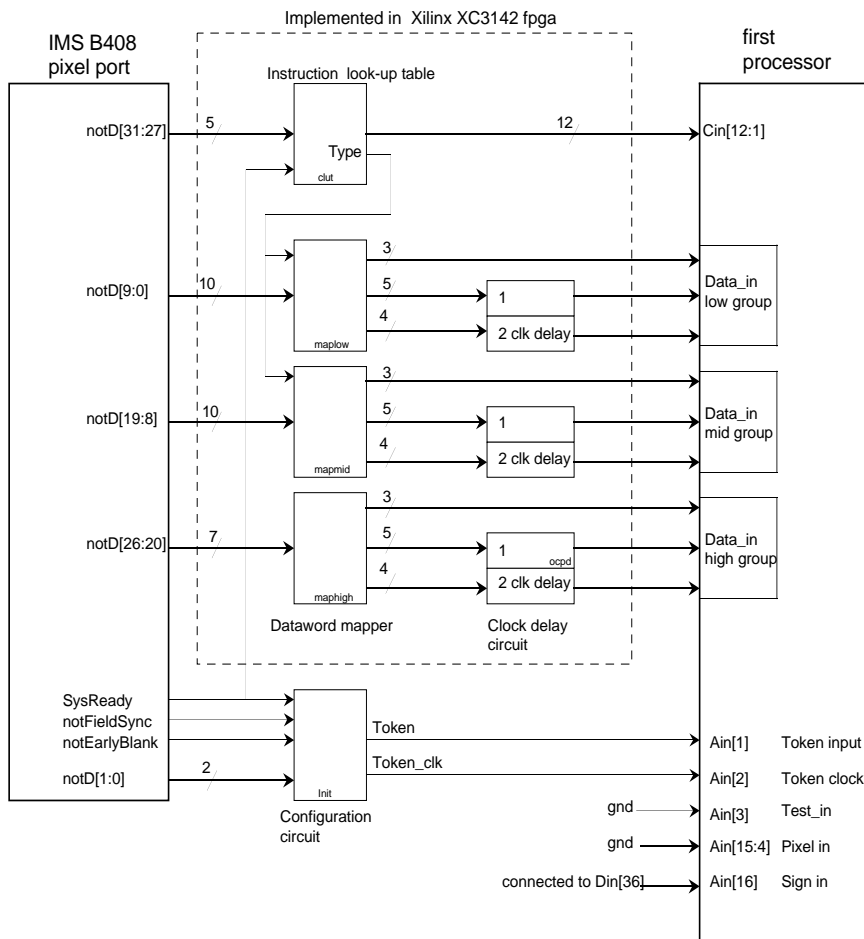 Implemented in Xilinx XC3142 fpga
IMS B408
pixel port
first
processor
Instruction look-up table
notD[31:27]
5
Type
clut
12
Cin[12:1]
notD[9:0]
10
maplow
3
5
4
1
2 clk delay
Data_in
low group
notD[19:8]
10
mapmid
3
5
4
1
2 clk delay
Data_in
mid group
notD[26:20]
7
maphigh
3
5
4
1
ocpd
2 clk delay
Data_in
high group
Dataword mapper
Clock delay
circuit
SysReady
notFieldSync
notEarlyBlank
notD[1:0]
2
Init
Configuration
circuit
Token
Token_clk
Ain[1] Token input
Ain[2] Token clock
gnd
Ain[3] Test_in
gnd
Ain[15:4] Pixel in
connected to Din[36]
Ain[16] Sign in